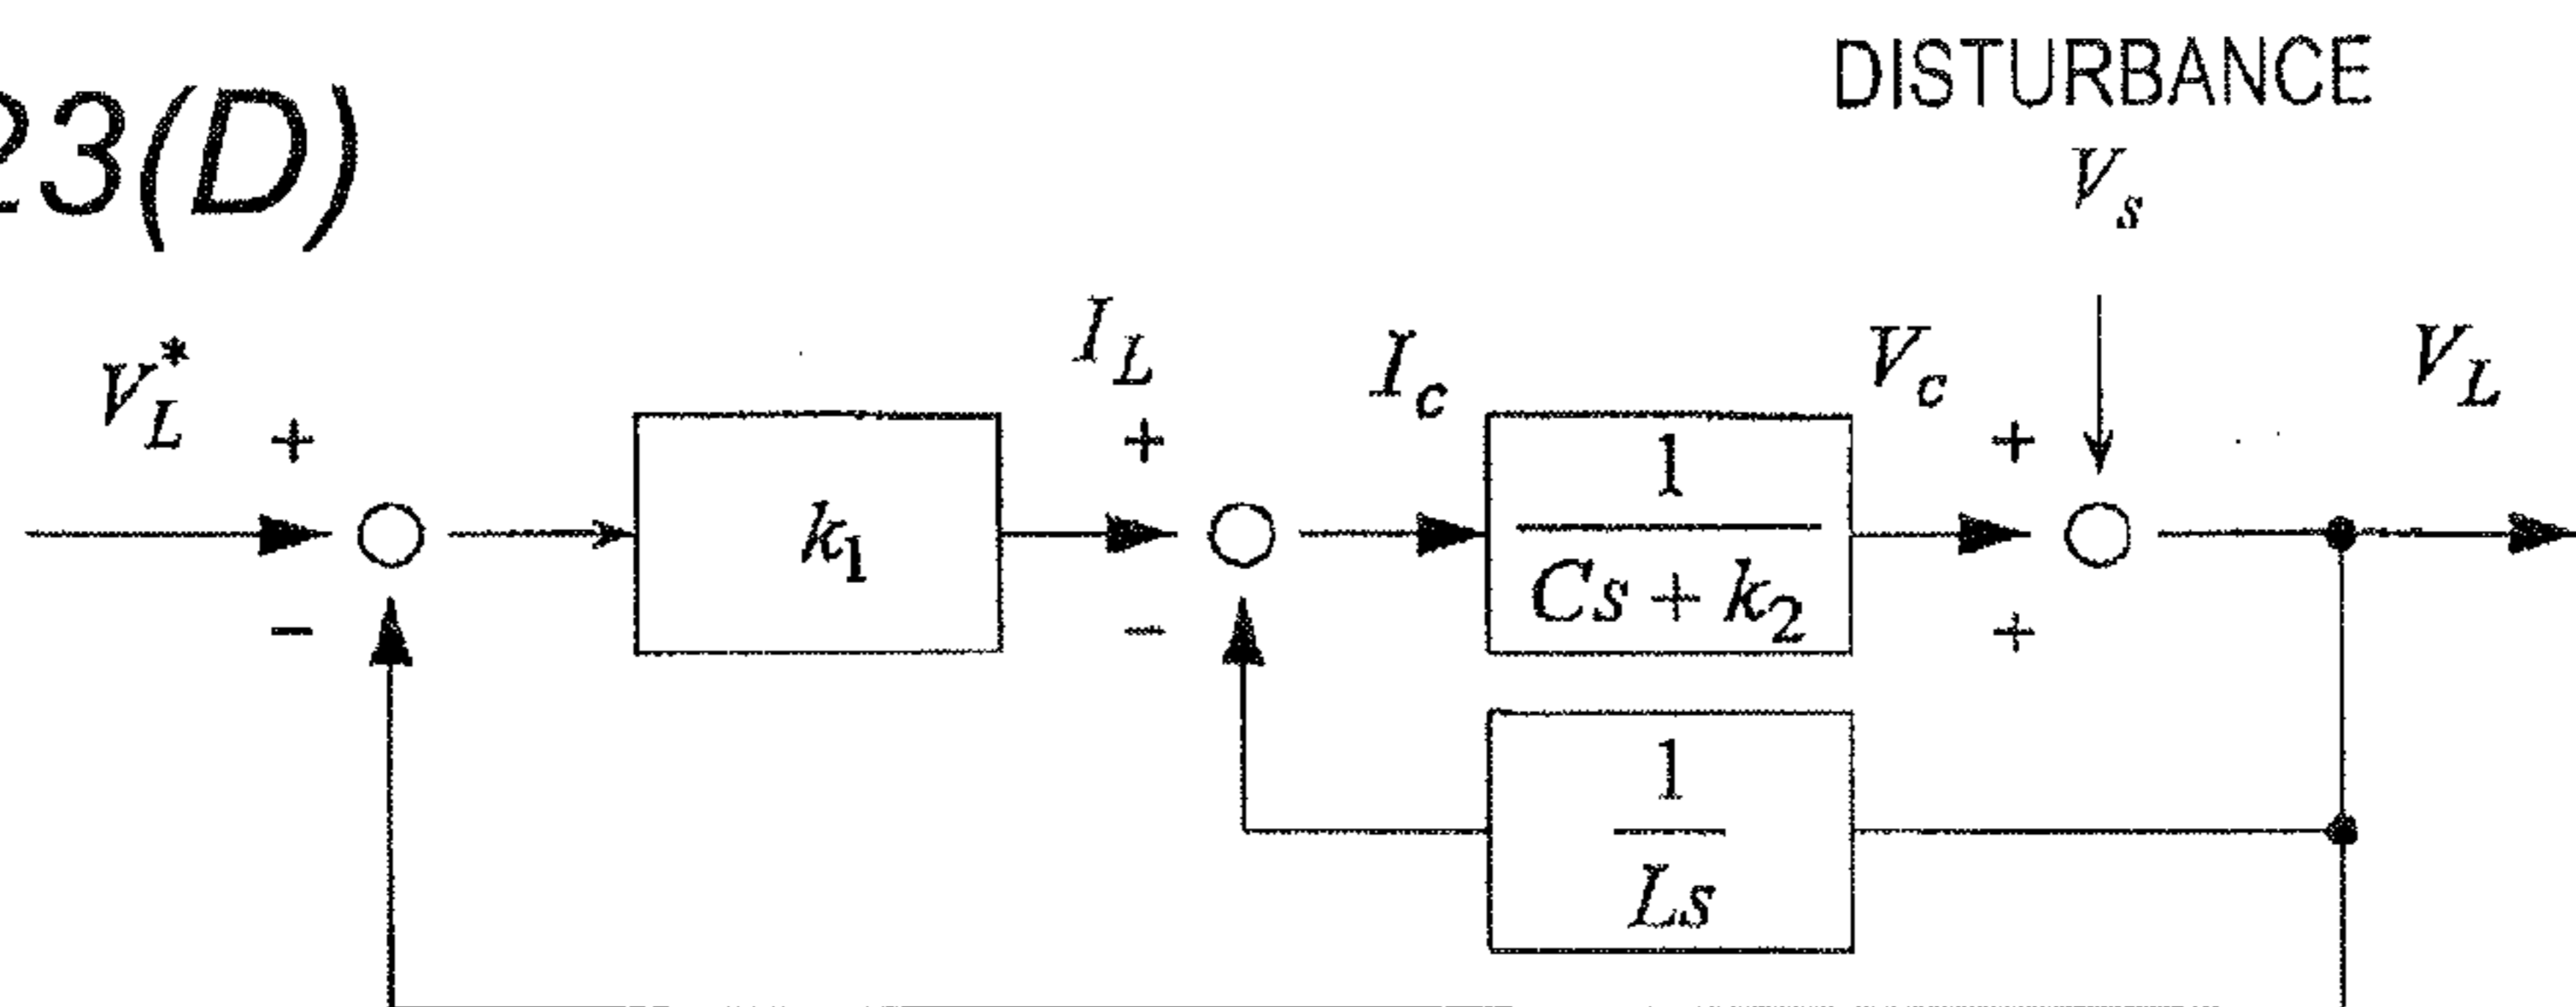 DISTURBANCE
23(D)
V_s
V_L^*
I_L
I_c
V_c
V_L
+
+
+
k_1
1
Cs + k_2
−
−
+
1
Ls